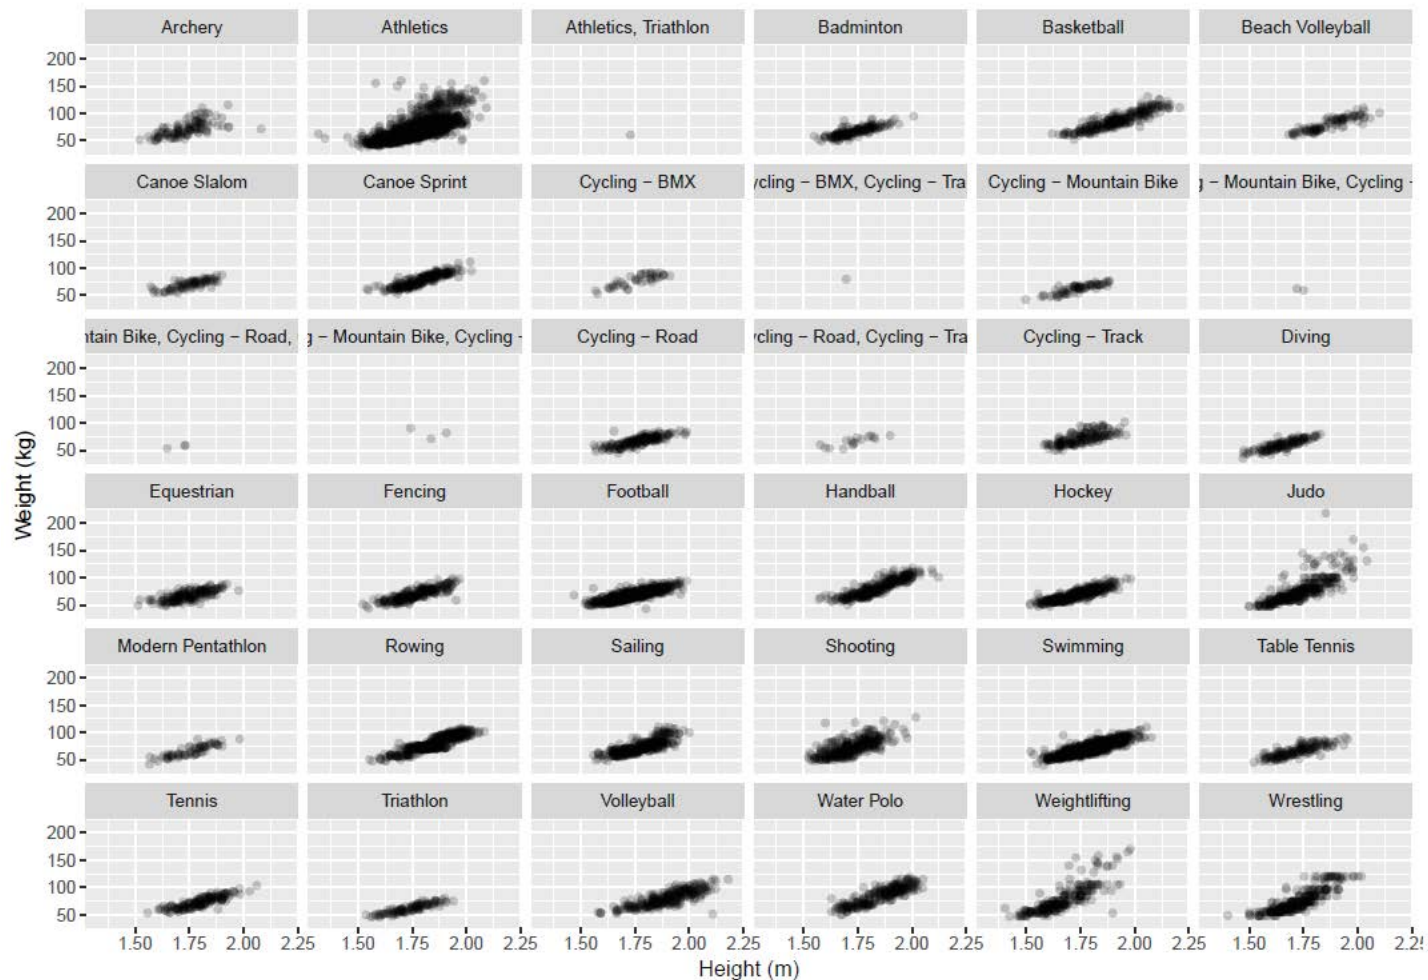 Archery Athletics Athletics, Triathlon Badminton Basketball Beach Volleyball
200
150
100
50
Canoe Slalom Canoe Sprint Cycling − BMX ycling − BMX, Cycling − Tra Cycling − Mountain Bike g − Mountain Bike, Cycling −
200
150
100
50
ntain Bike, Cycling − Road, g − Mountain Bike, Cycling − Cycling − Road ycling − Road, Cycling − Tra Cycling − Track Diving
200
150
100
50
Weight (kg)
Equestrian Fencing Football Handball Hockey Judo
200
150
100
50
Modern Pentathlon Rowing Sailing Shooting Swimming Table Tennis
200
150
100
50
Tennis Triathlon Volleyball Water Polo Weightlifting Wrestling
200
150
100
50
1.50 1.75 2.00 2.25 1.50 1.75 2.00 2.25 1.50 1.75 2.00 2.25 1.50 1.75 2.00 2.25 1.50 1.75 2.00 2.25 1.50 1.75 2.00 2.25
Height (m)